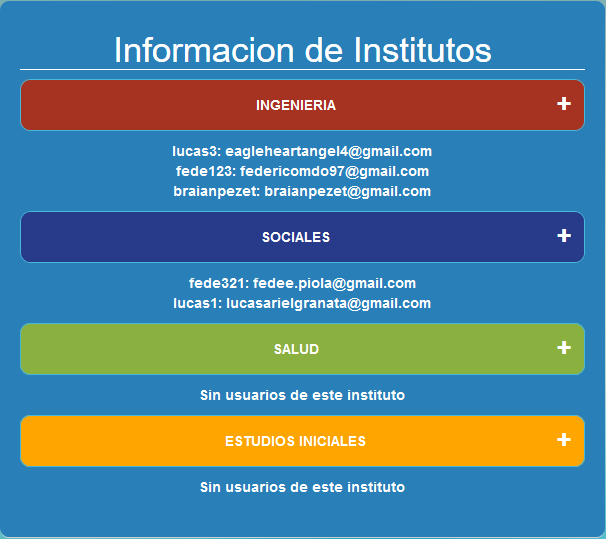 Informacion de Institutos
INGENIERIA +
lucas3: eagleheartangel4@gmail.com
fede123: federicomdo97@gmail.com
braianpezet: braianpezet@gmail.com
SOCIALES +
fede321: fedee.piola@gmail.com
lucas1: lucasarielgranata@gmail.com
SALUD +
Sin usuarios de este instituto
ESTUDIOS INICIALES +
Sin usuarios de este instituto